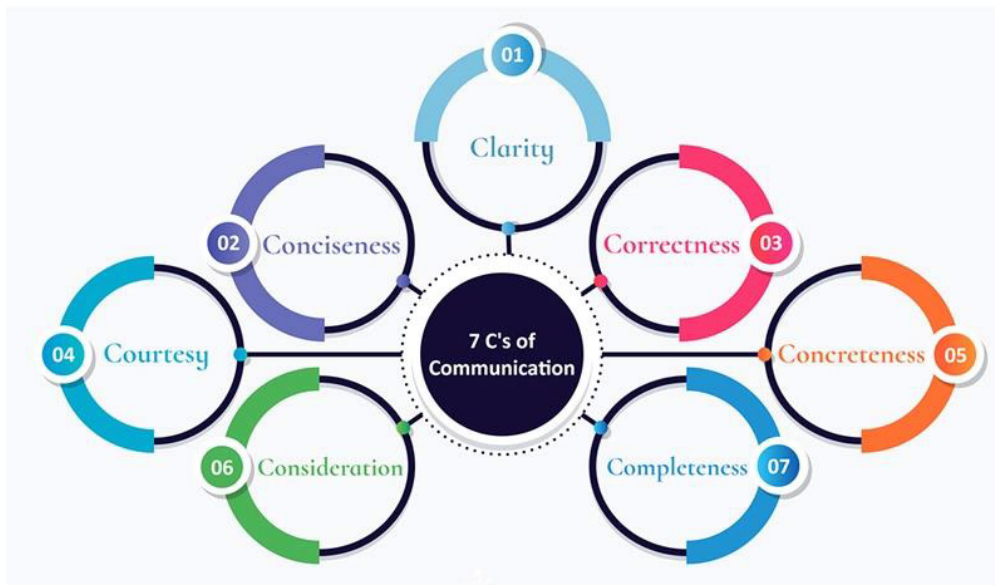 01
Clarity
02
Conciseness
03
Correctness
04
Courtesy
7 C's of
Communication
05
Concreteness
06
Consideration
07
Completeness